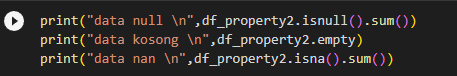 print("data null \n",df_property2.isnull().sum())
print("data kosong \n",df_property2.empty)
print("data nan \n",df_property2.isna().sum())